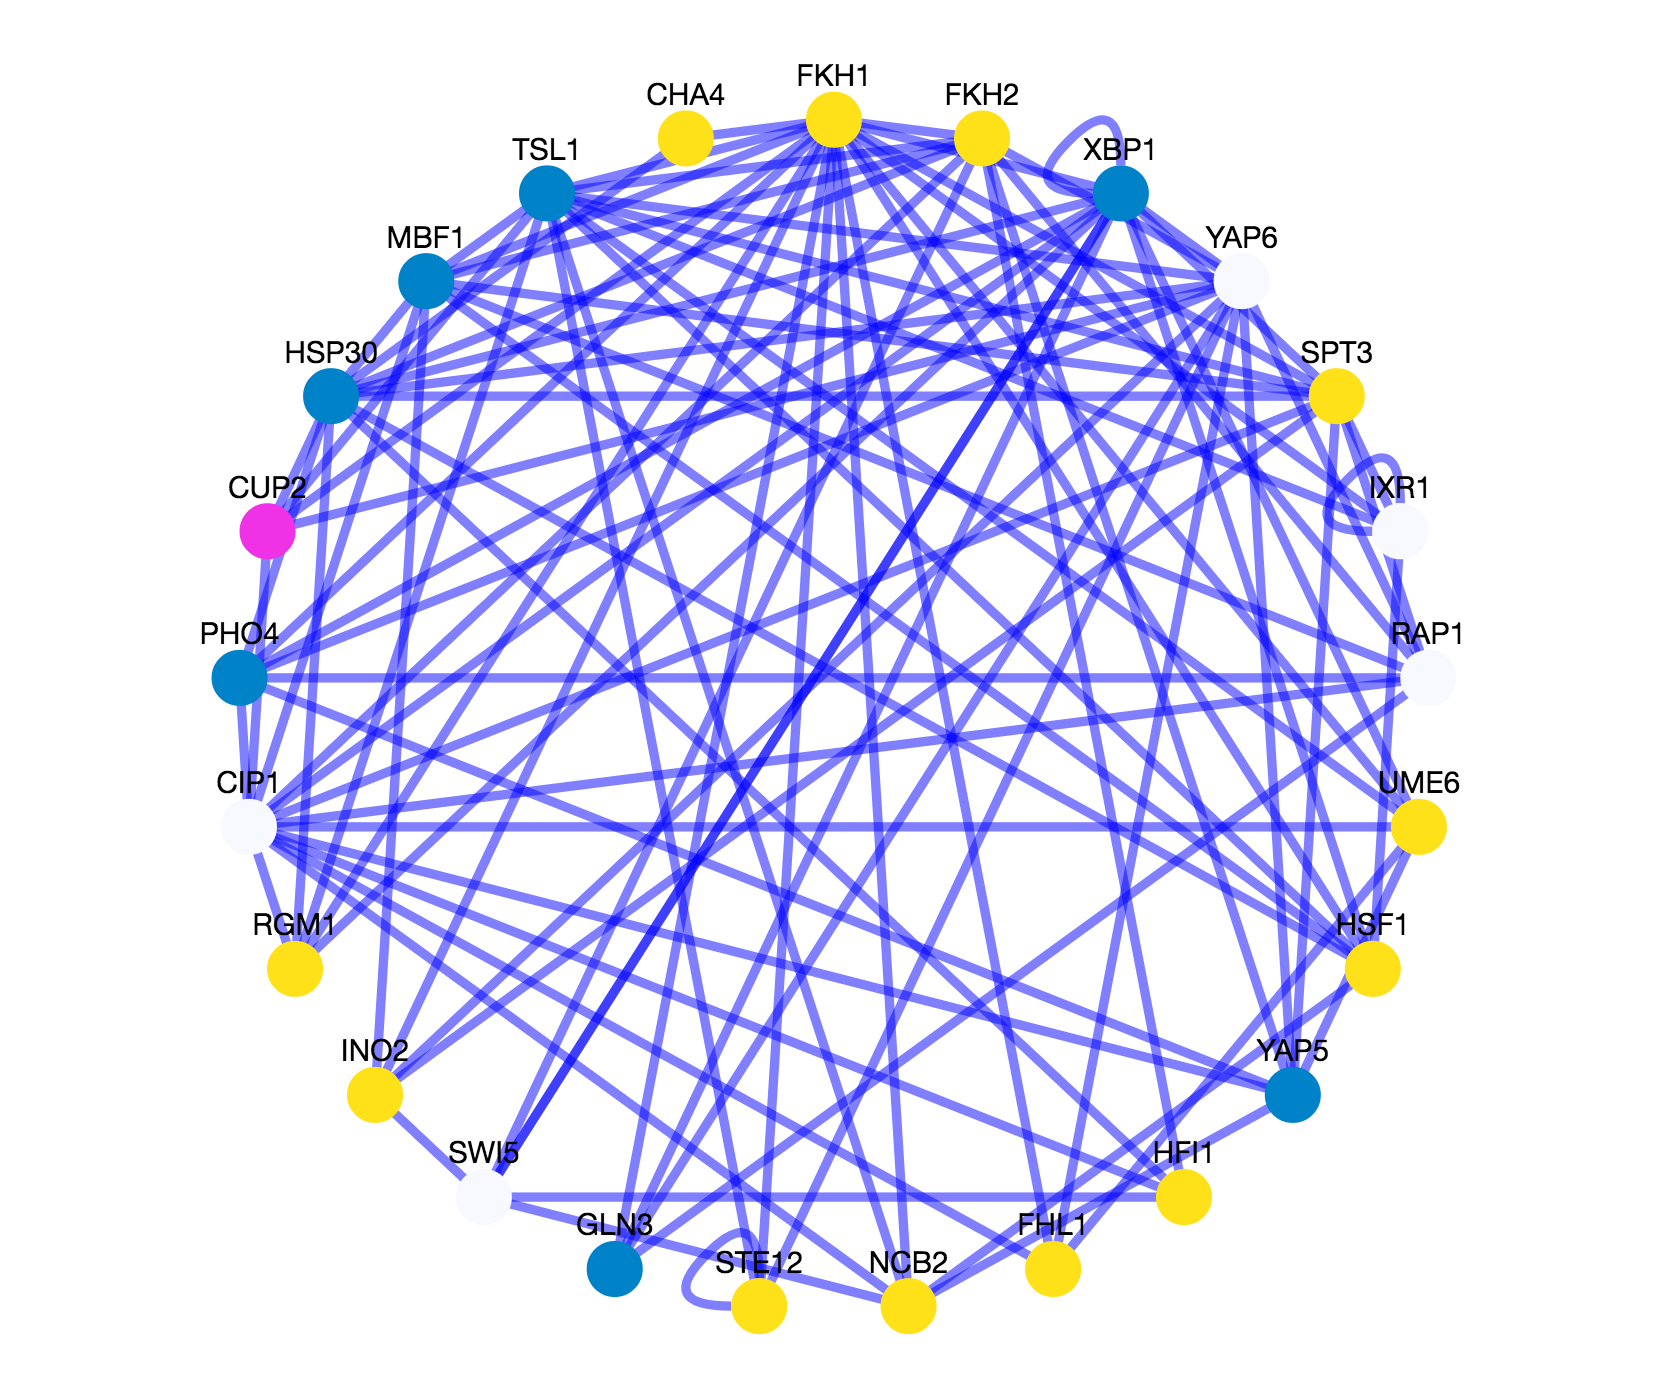 FKH1
CHA4
FKH2
TSL1
XBP1
MBF1
YAP6
HSP30
SPT3
CUP2
IXR1
PHO4
RAP1
CIP1
UME6
RGM1
HSF1
INO2
YAP5
SWI5
HFI1
GLN3
FHL1
STE12
NCB2